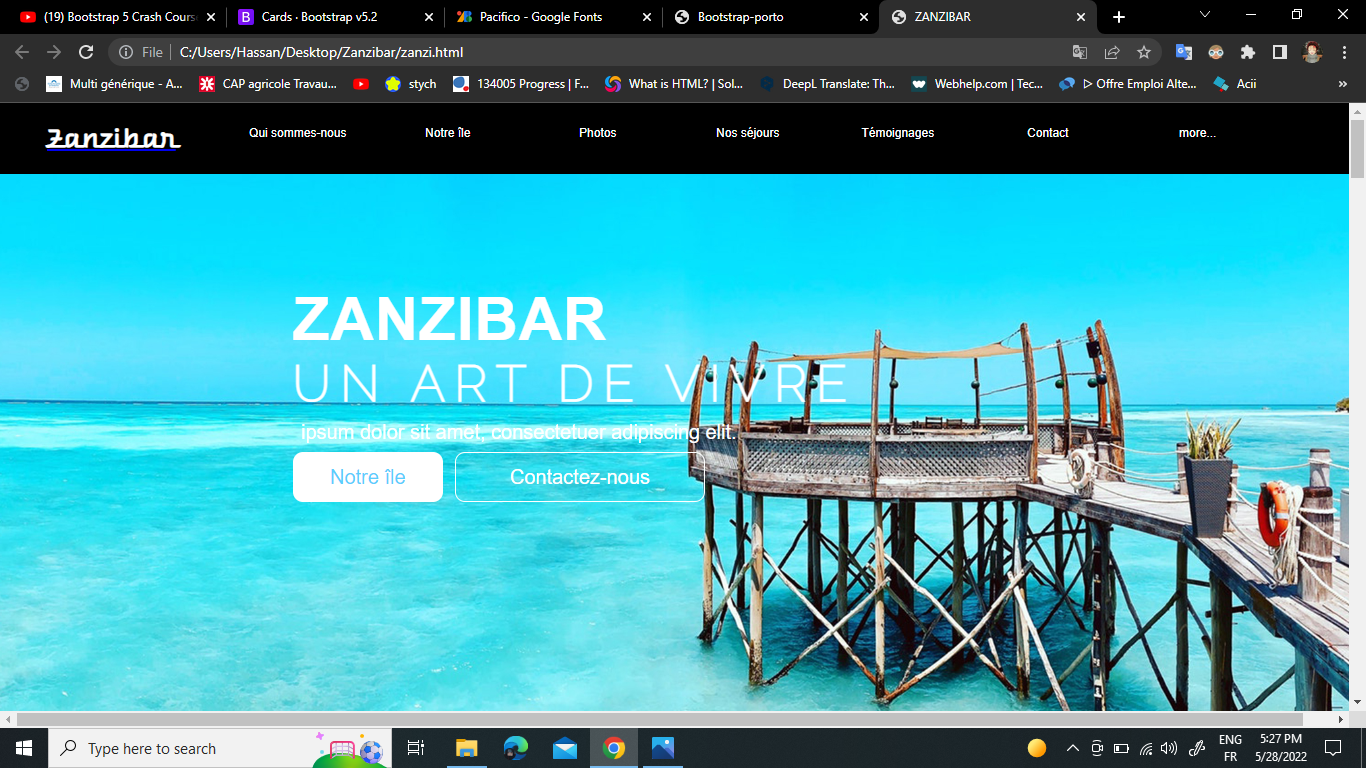 (19) Bootstrap 5 Crash Cours
Cards · Bootstrap v5.2
Pacifico - Google Fonts
Bootstrap-porto
ZANZIBAR
File
C:/Users/Hassan/Desktop/Zanzibar/zanzi.html
Multi générique - A...
CAP agricole Travau...
stych
134005 Progress | F...
What is HTML? | Sol...
DeepL Translate: Th...
Webhelp.com | Tec...
ᐅ Offre Emploi Alte...
Acii
»
Zanzibar
Qui sommes-nous
Notre île
Photos
Nos séjours
Témoignages
Contact
more...
ZANZIBAR
UN ART DE VIVRE
ipsum dolor sit amet, consectetuer adipiscing elit.
Notre île
Contactez-nous
Type here to search
ENG
FR
5:27 PM
5/28/2022